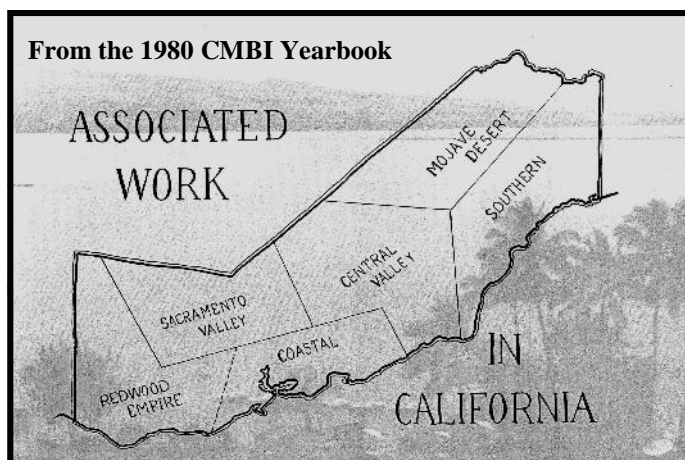 From the 1980 CMBI Yearbook
ASSOCIATED
WORK
MOJAVE
DESERT
SOUTHERN
CENTRAL
VALLEY
SACRAMENTO
VALLEY
COASTAL
REDWOOD
EMPIRE
IN
CALIFORNIA